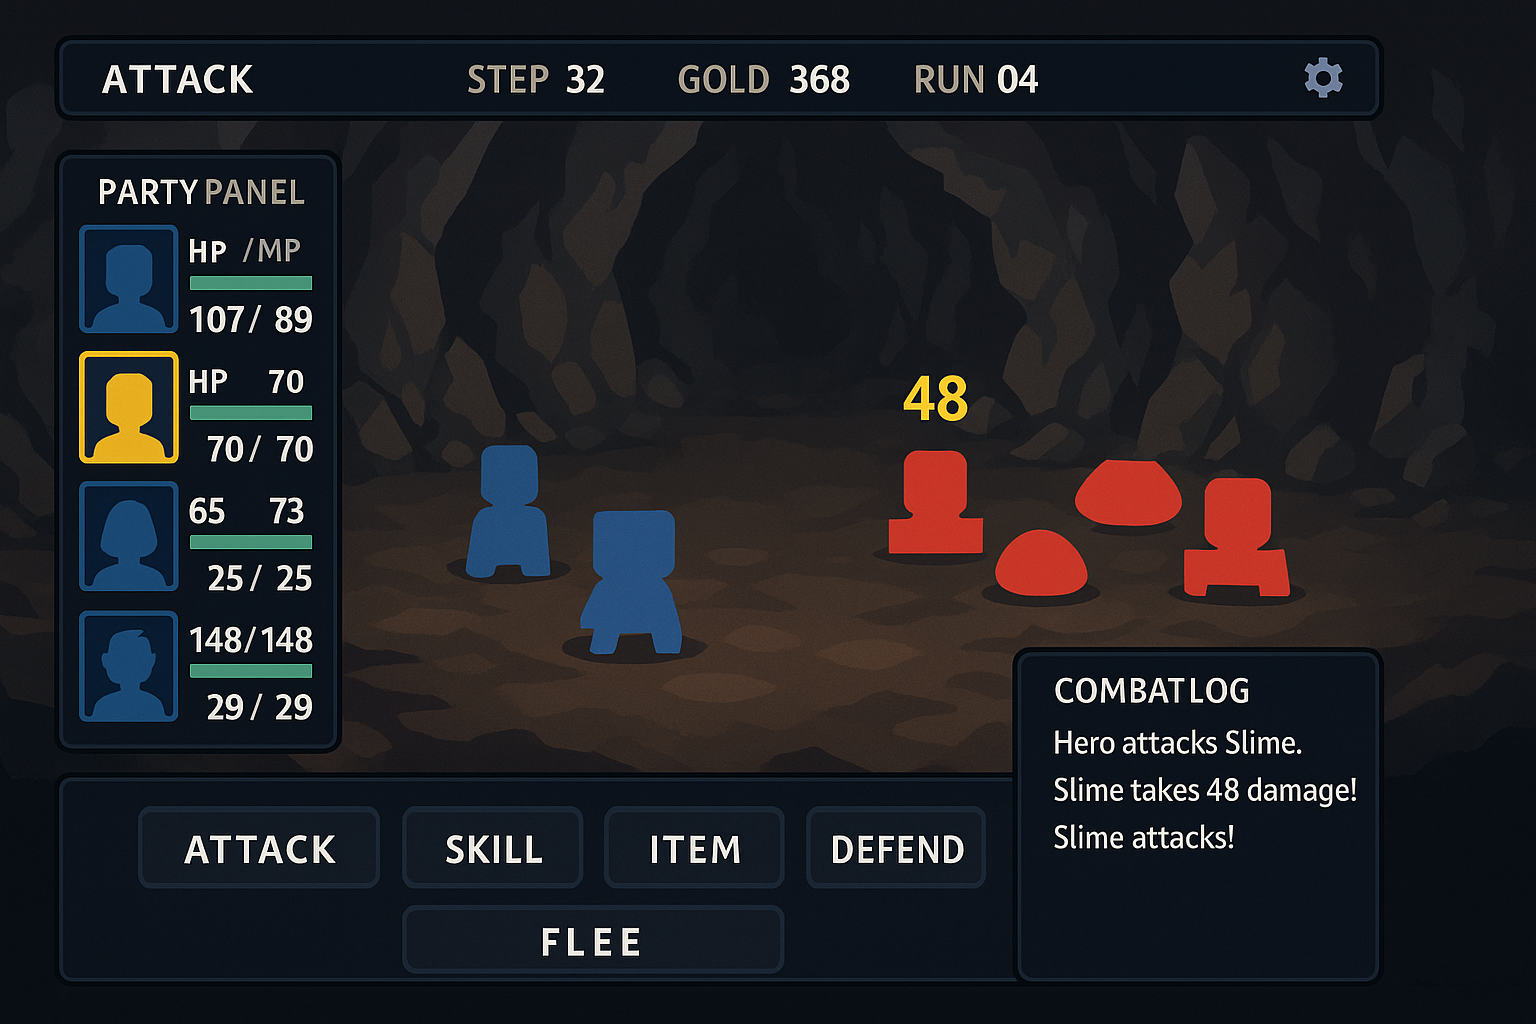 ATTACK STEP 32 GOLD 368 RUN 04
PARTY PANEL
HP / MP
107 / 89
HP 70
70 / 70
65 73
25 / 25
148/148
29 / 29
48
COMBAT LOG
Hero attacks Slime.
Slime takes 48 damage!
Slime attacks!
ATTACK SKILL ITEM DEFEND
FLEE